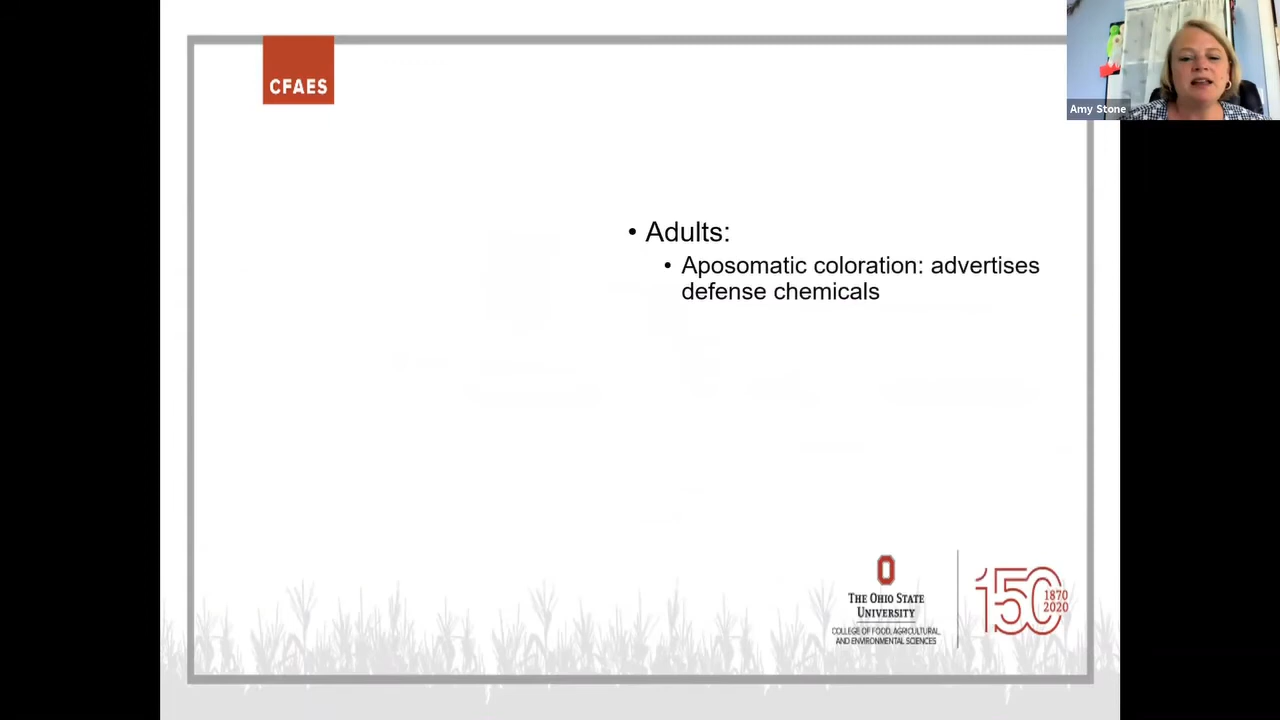 CFAES
Amy Stone
• Adults:
• Aposomatic coloration: advertises
defense chemicals
THE OHIO STATE
UNIVERSITY
COLLEGE OF FOOD, AGRICULTURAL,
AND ENVIRONMENTAL SCIENCES
150
1870
2020